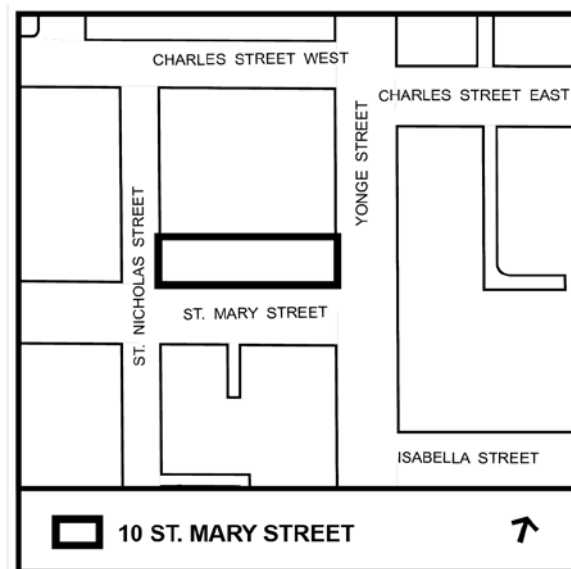 CHARLES STREET WEST
CHARLES STREET EAST
YONGE STREET
ST. NICHOLAS STREET
ST. MARY STREET
ISABELLA STREET
10 ST. MARY STREET